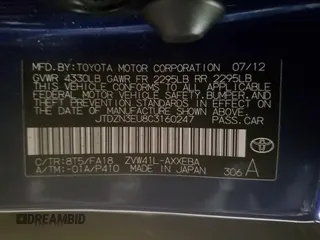 MFD.BY:TOYOTA MOTOR CORPORATION 07/12
GVWR 4330LB GAWR FR 2295LB RR 2295LB
THIS VEHICLE CONFORMS TO ALL APPLICABLE
FEDERAL MOTOR VEHICLE SAFETY, BUMPER, AND
THEFT PREVENTION STANDARDS IN EFFECT ON
THE DATE OF MANUFACTURE SHOWN ABOVE.
JTDZN3EU8C3160247 PASS.CAR
C/TR:8T5/FA18 ZVW41L-AXXEBA
A/TM:-01A/P410 MADE IN JAPAN 306 A
TOYOTA
DREAMBID